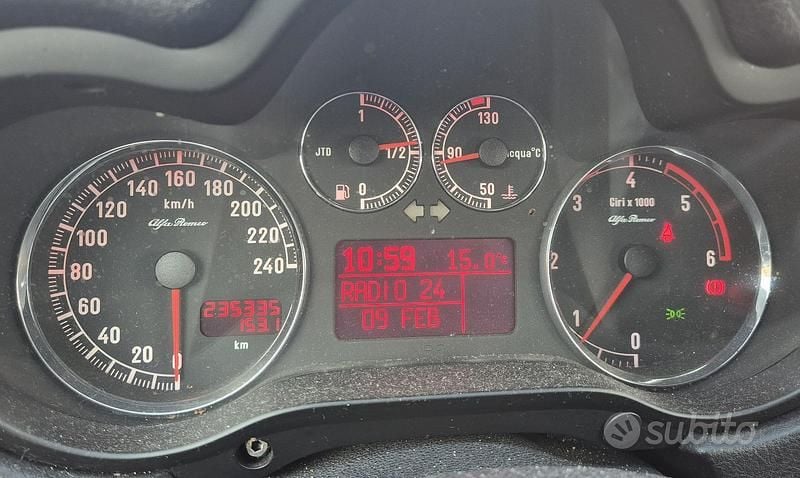 0
20
40
60
80
100
120
140
160
180
200
220
240
km/h
Alfa Romeo
235335
153.1
km
1
1/2
0
JTD
130
90
50
acqua°C
10:59 15.0°C
RADIO 24
09 FEB
0
1
2
3
4
5
6
Giri x 1000
Alfa Romeo
subito